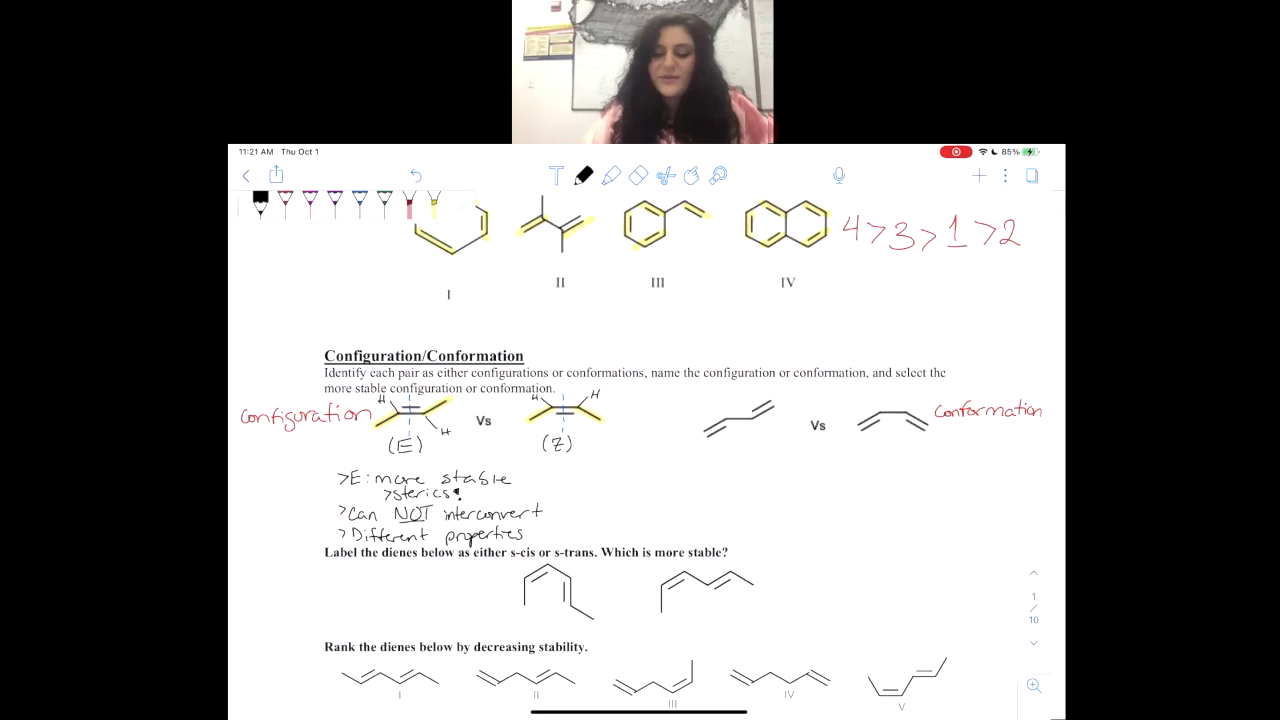 11:21 AM Thu Oct 1
85%
T
4>3>1>2
I
II
III
IV
Configuration/Conformation
Identify each pair as either configurations or conformations, name the configuration or conformation, and select the
more stable configuration or conformation.
Configuration
H
H
Vs
H
H
Vs
Conformation
(E)
(Z)
>E: more stable
>sterics!
>Can NOT interconvert
>Different properties
Label the dienes below as either s-cis or s-trans. Which is more stable?
1
/
10
Rank the dienes below by decreasing stability.
I
II
III
IV
V